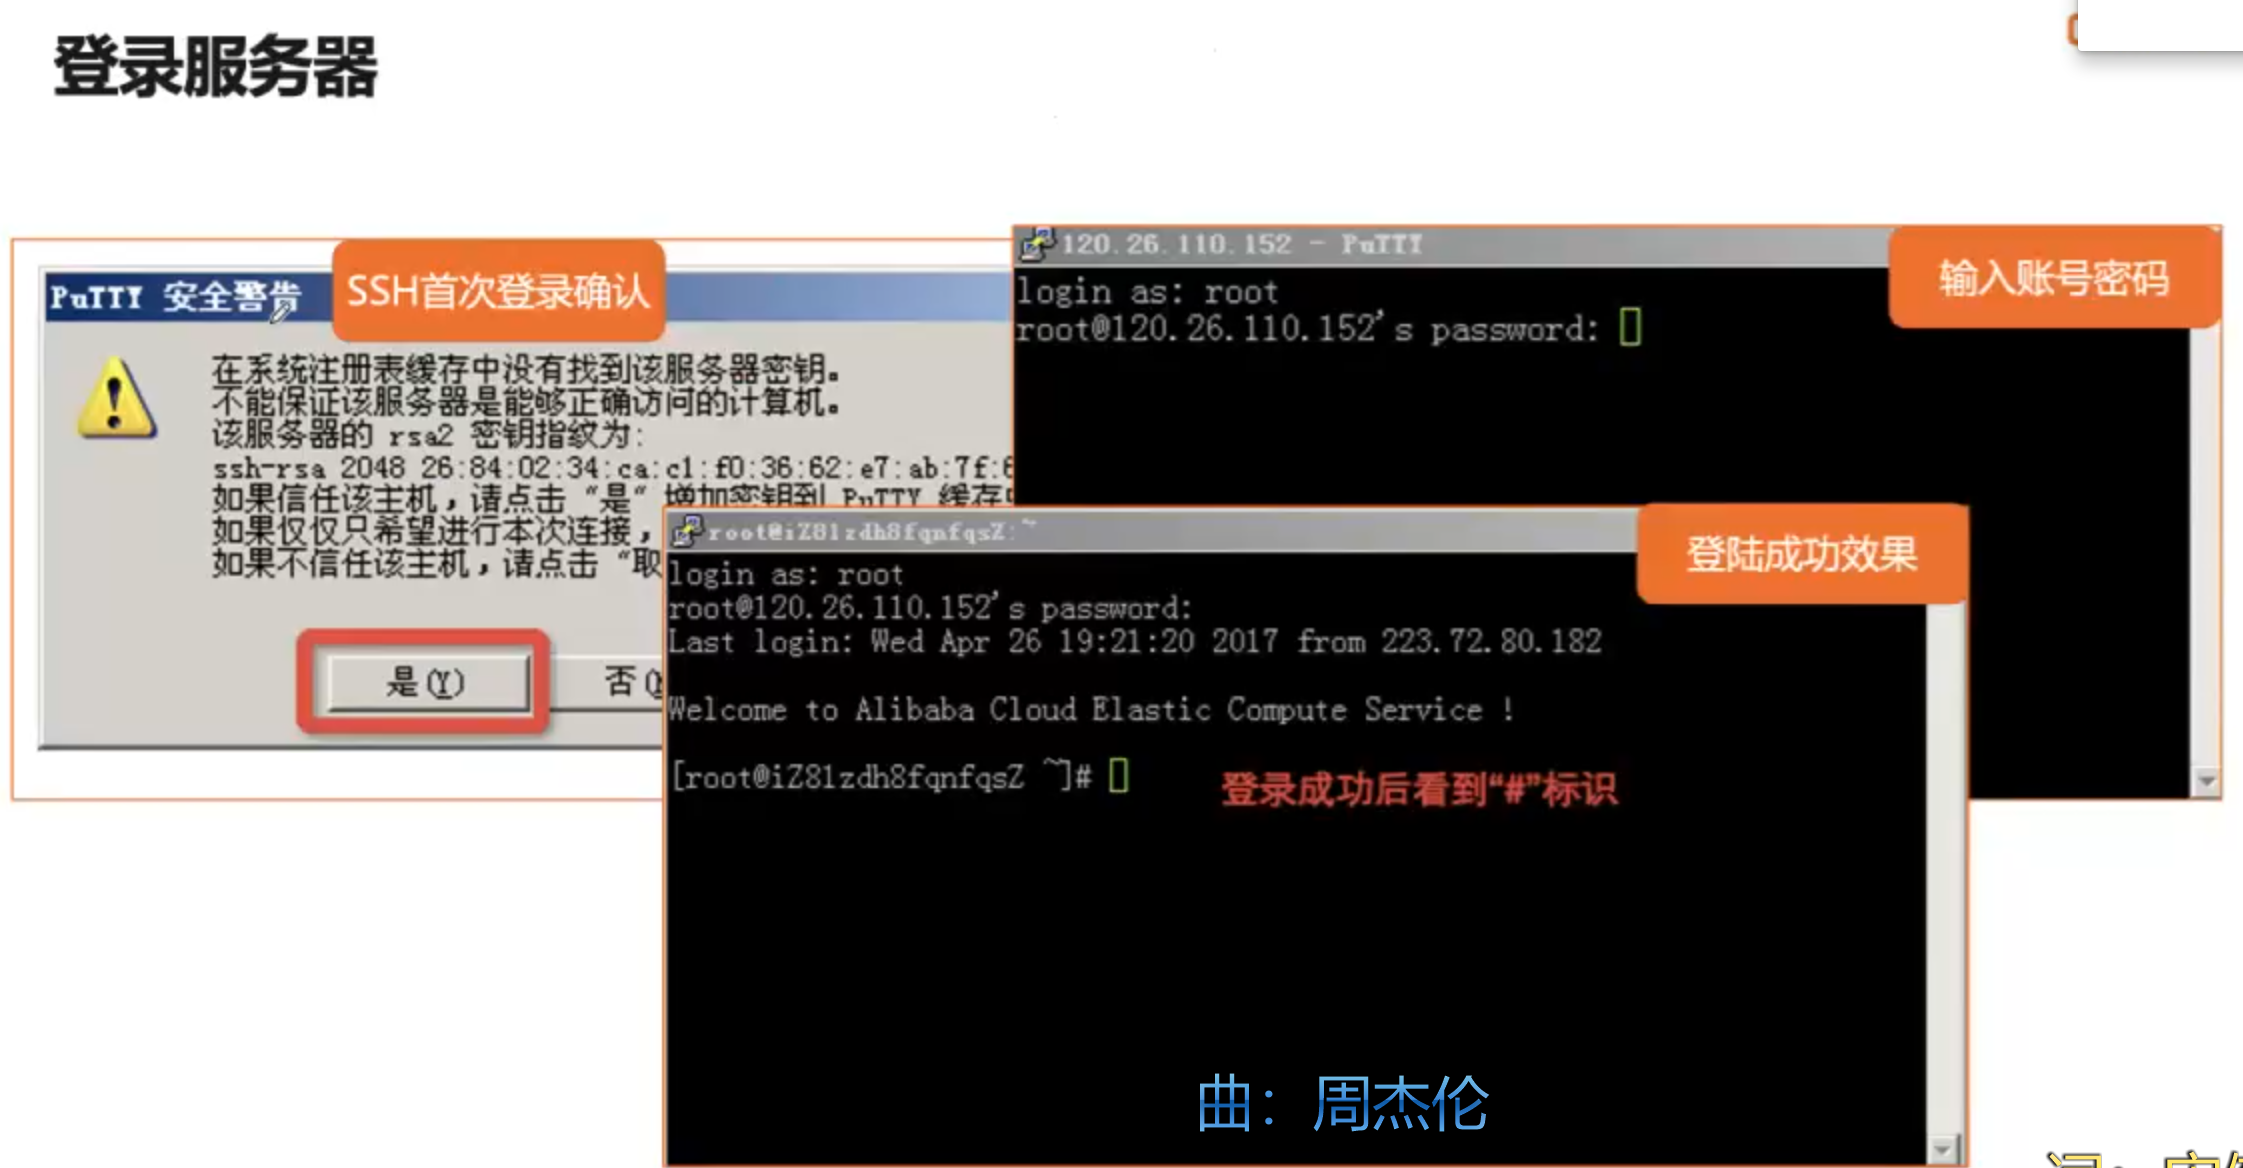 登录服务器
PuTTY 安全警告
SSH首次登录确认
在系统注册表缓存中没有找到该服务器密钥。
不能保证该服务器是能够正确访问的计算机。
该服务器的 rsa2 密钥指纹为:
ssh-rsa 2048 26:84:02:34:ca:c1:f0:36:62:e7:ab:7f:6
如果信任该主机，请点击 “是” 增加密钥到 PuTTY 缓存
如果仅仅只希望进行本次连接，
如果不信任该主机，请点击 “取
是(Y)
否(N
120.26.110.152 - PuTTY
输入账号密码
login as: root
root@120.26.110.152's password:
root@iZ81zdh8fqnfqsZ:~
登陆成功效果
login as: root
root@120.26.110.152's password:
Last login: Wed Apr 26 19:21:20 2017 from 223.72.80.182
Welcome to Alibaba Cloud Elastic Compute Service !
[root@iZ81zdh8fqnfqsZ ~]#
登录成功后看到“#”标识
曲：周杰伦